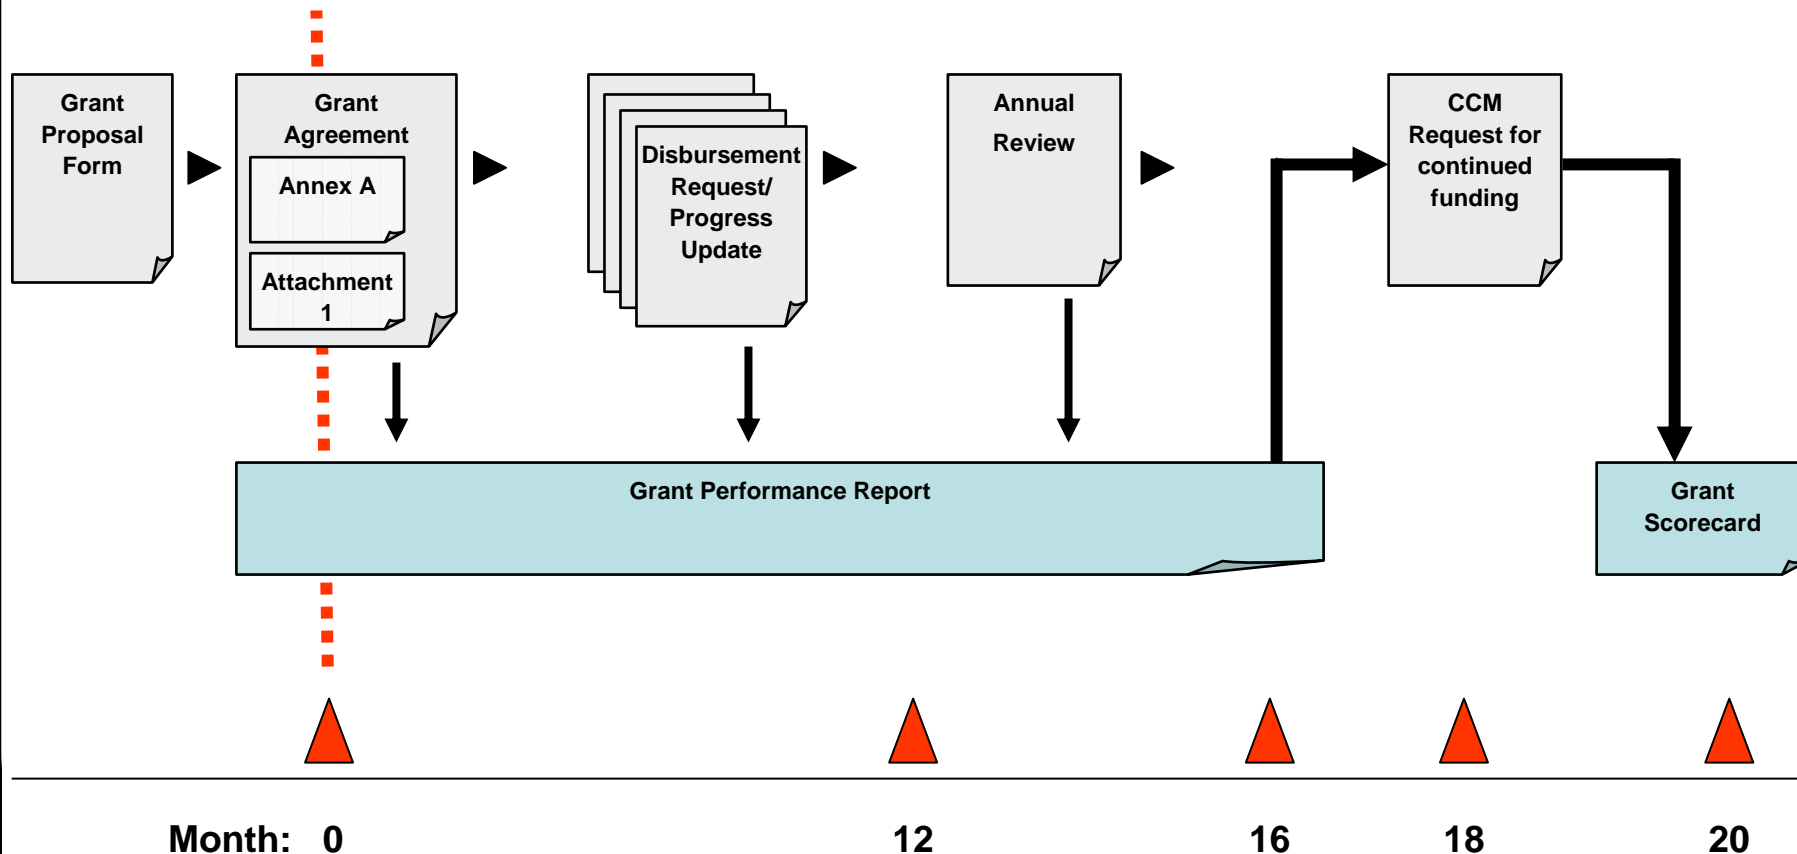 Grant
Proposal
Form
Grant
Agreement
Annex A
Attachment
1
Disbursement
Request/
Progress
Update
Annual
Review
CCM
Request for
continued
funding
Grant Performance Report
Grant
Scorecard
Month: 0 12 16 18 20